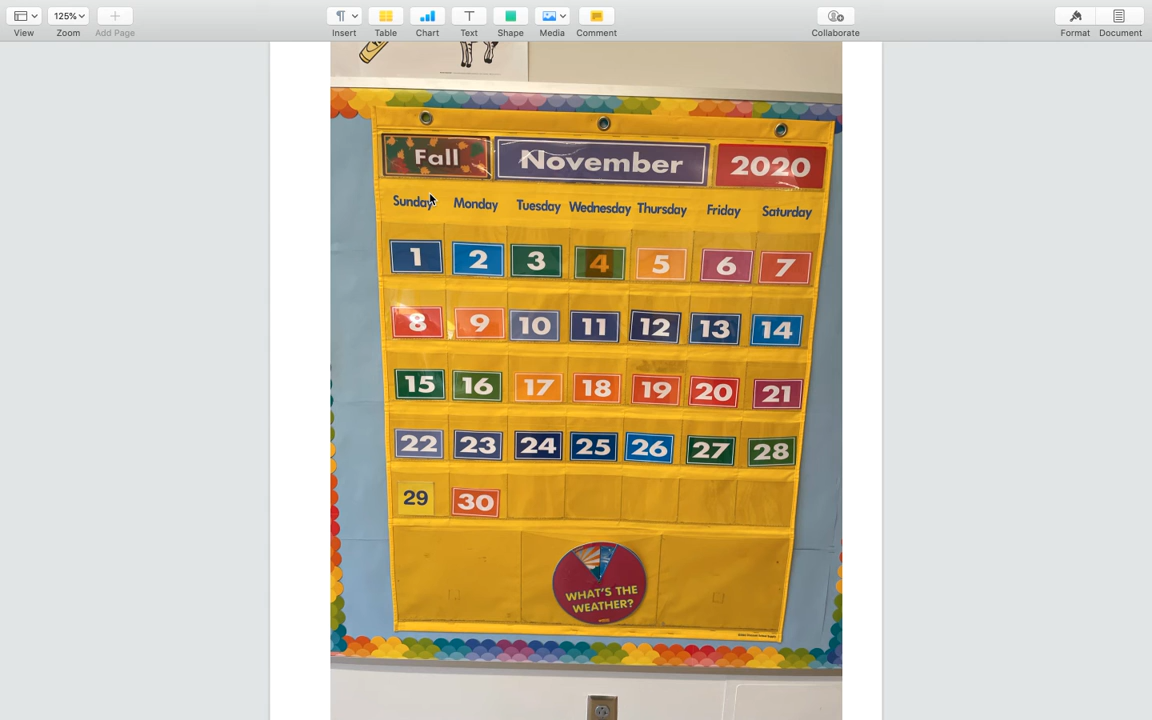 View
125%
Zoom
Add Page
Insert
Table
Chart
Text
Shape
Media
Comment
Collaborate
Format
Document
Fall November 2020
Sunday Monday Tuesday Wednesday Thursday Friday Saturday
1 2 3 4 5 6 7
8 9 10 11 12 13 14
15 16 17 18 19 20 21
22 23 24 25 26 27 28
29 30
WHAT'S THE
WEATHER?